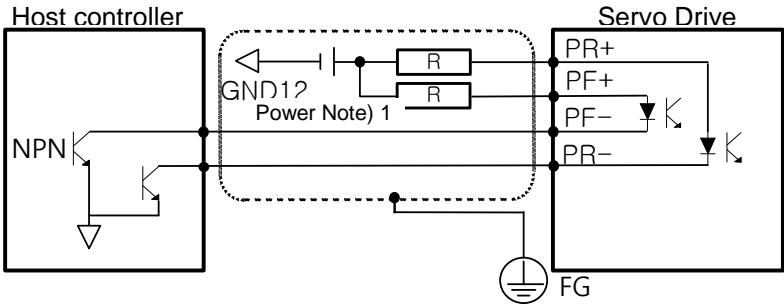 Host controller
Servo Drive
PR+
R
PF+
GND12
R
Power Note) 1
PF-
NPN
PR-
FG